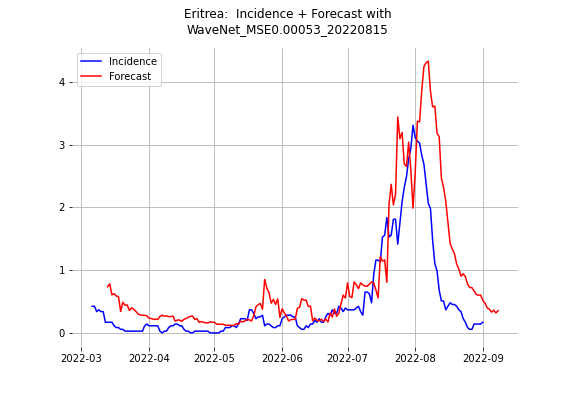 Eritrea:  Incidence + Forecast with
WaveNet_MSE0.00053_20220815
Incidence
Forecast
4
3
2
1
0
2022-03 2022-04 2022-05 2022-06 2022-07 2022-08 2022-09